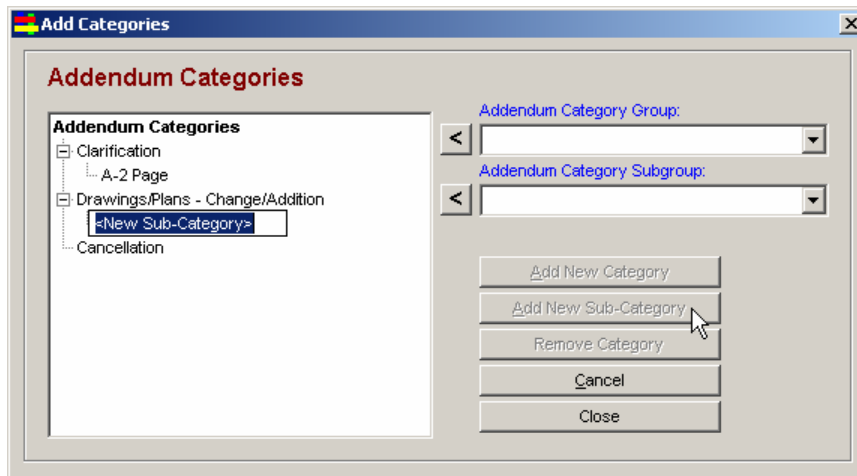 Add Categories
Addendum Categories
Addendum Categories
Clarification
A-2 Page
Drawings/Plans - Change/Addition
<New Sub-Category>
Cancellation
Addendum Category Group:
<
Addendum Category Subgroup:
<
Add New Category
Add New Sub-Category
Remove Category
Cancel
Close